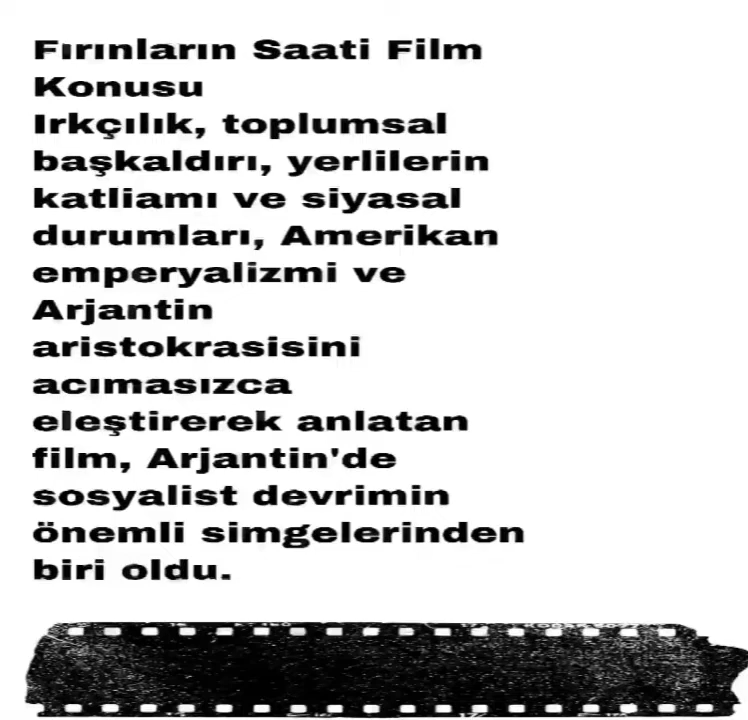 Fırınların Saati Film
Konusu
Irkçılık, toplumsal
başkaldırı, yerlilerin
katliamı ve siyasal
durumları, Amerikan
emperyalizmi ve
Arjantin
aristokrasisini
acımasızca
eleştirerek anlatan
film, Arjantin'de
sosyalist devrimin
önemli simgelerinden
biri oldu.